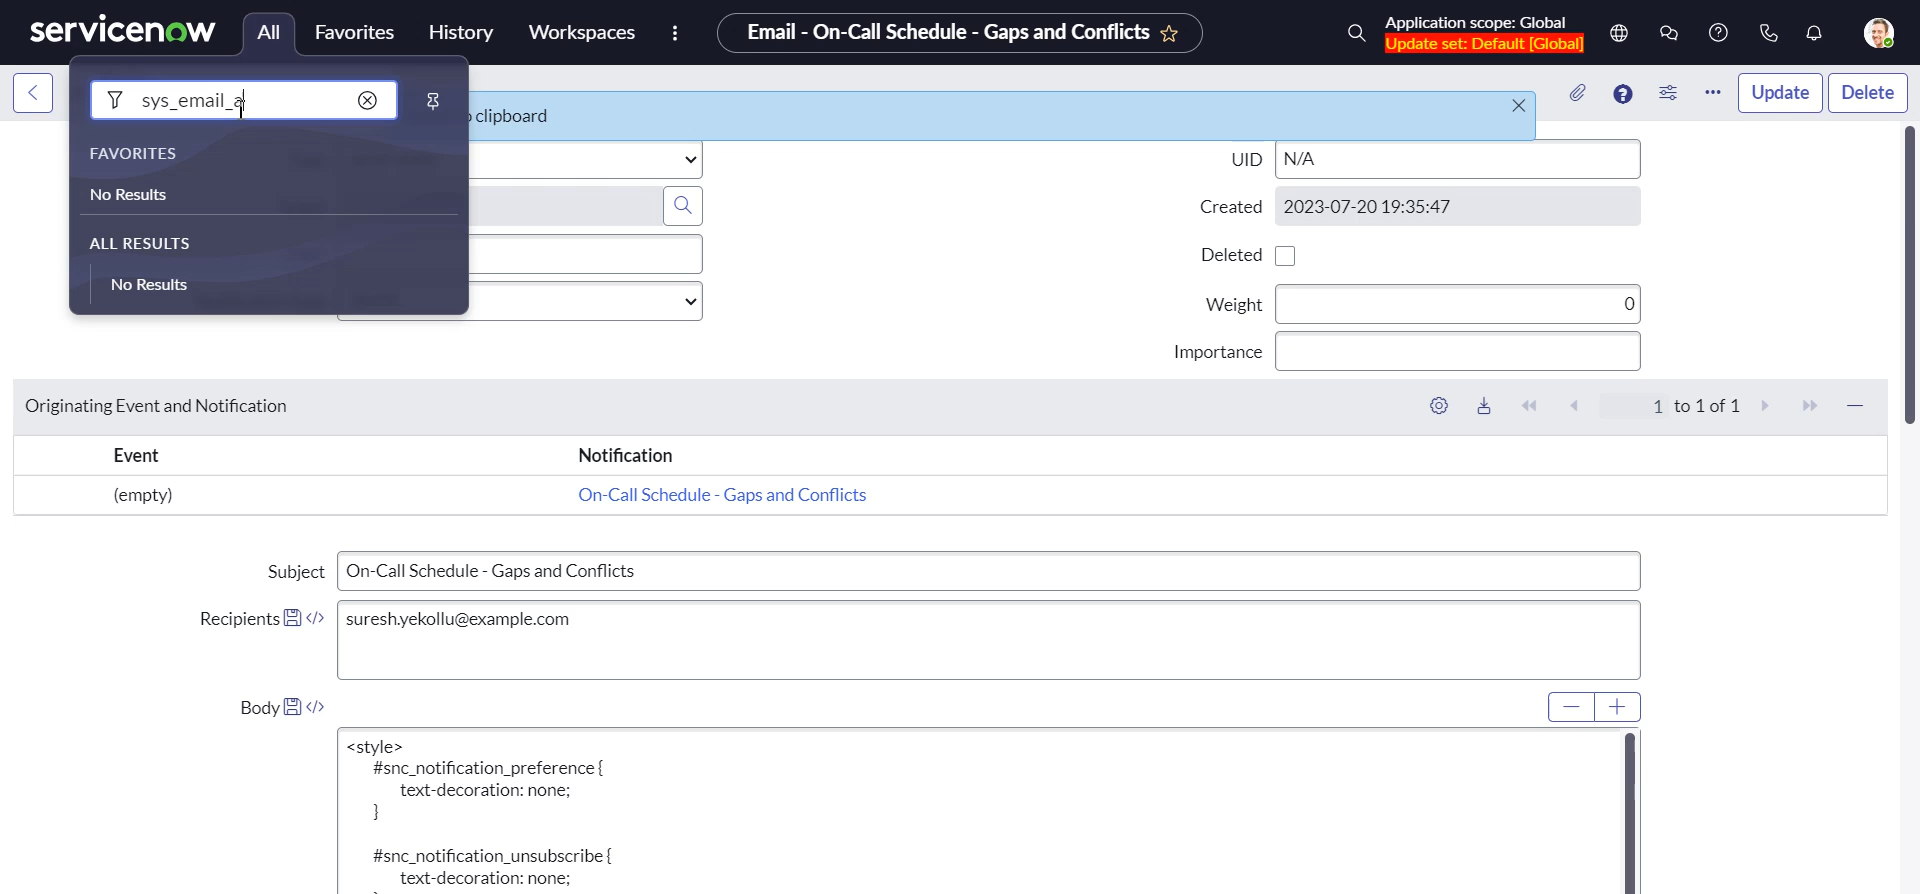 servicenow
All
Favorites
History
Workspaces
Email - On-Call Schedule - Gaps and Conflicts
Application scope: Global
Update set: Default [Global]
sys_email_a
clipboard
Update
Delete
FAVORITES
No Results
ALL RESULTS
No Results
UID
N/A
Created
2023-07-20 19:35:47
Deleted
Weight
0
Importance
Originating Event and Notification
1 to 1 of 1
Event
Notification
(empty)
On-Call Schedule - Gaps and Conflicts
Subject
On-Call Schedule - Gaps and Conflicts
Recipients
suresh.yekollu@example.com
Body
<style>
#snc_notification_preference {
text-decoration: none;
}
#snc_notification_unsubscribe {
text-decoration: none;